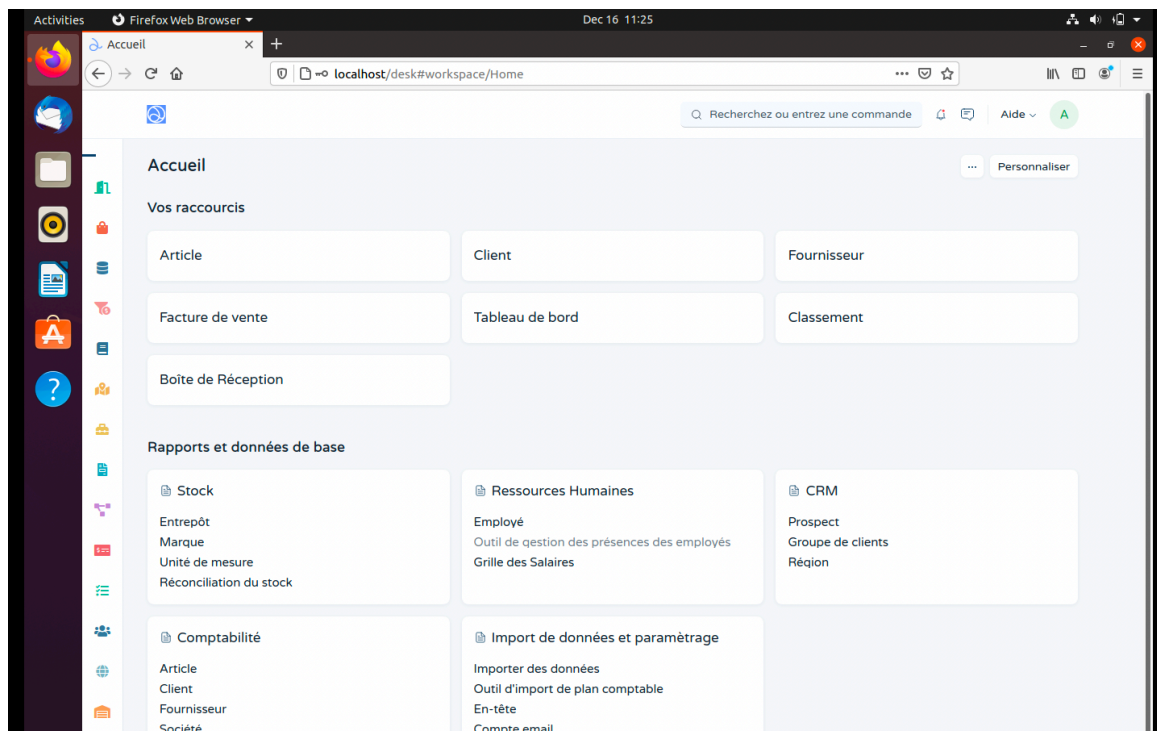 Activities Firefox Web Browser Dec 16 11:25
Accueil
localhost/desk#workspace/Home
Recherchez ou entrez une commande Aide A
Accueil Personnaliser
Vos raccourcis
Article Client Fournisseur
Facture de vente Tableau de bord Classement
Boîte de Réception
Rapports et données de base
Stock
Entrepôt
Marque
Unité de mesure
Réconciliation du stock
Ressources Humaines
Employé
Outil de gestion des présences des employés
Grille des Salaires
CRM
Prospect
Groupe de clients
Région
Comptabilité
Article
Client
Fournisseur
Société
Import de données et paramètrage
Importer des données
Outil d'import de plan comptable
En-tête
Compte email